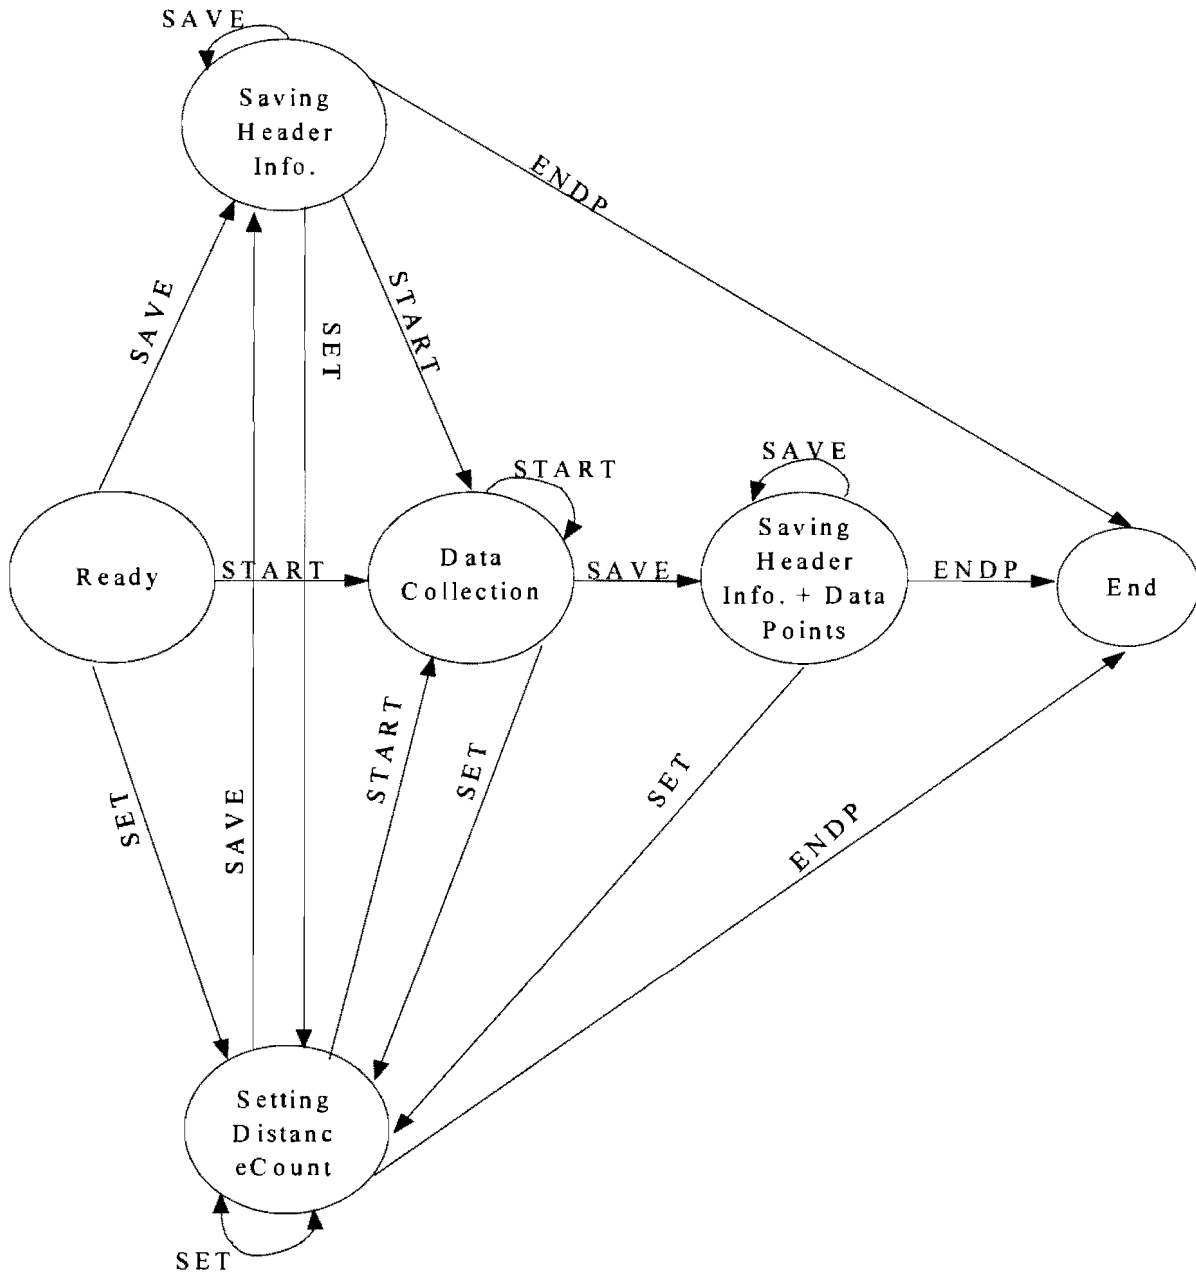 SAVE
Saving
Header
Info.
ENDP
SAVE
START
SET
SAVE
START
Saving
Header
Info. + Data
Points
Data
Collection
Ready
START
SAVE
ENDP
End
START
SET
SET
SET
SAVE
ENDP
Setting
Distanc
eCount
SET